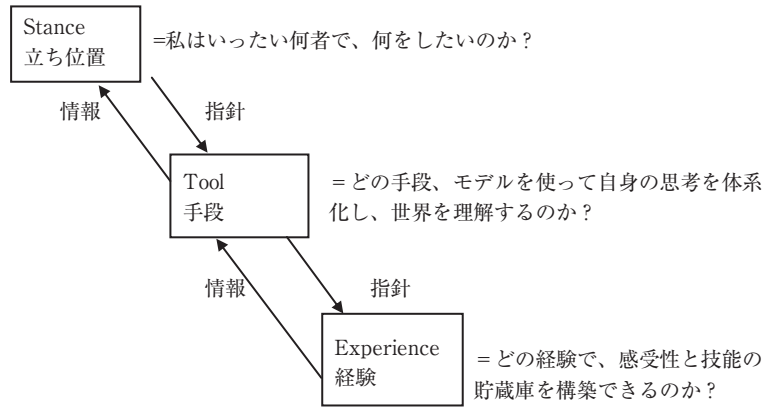 Stance
立ち位置
=私はいったい何者で、何をしたいのか？
情報
指針
Tool
手段
＝どの手段、モデルを使って自身の思考を体系
化し、世界を理解するのか？
情報
指針
Experience
経験
＝どの経験で、感受性と技能の
貯蔵庫を構築できるのか？